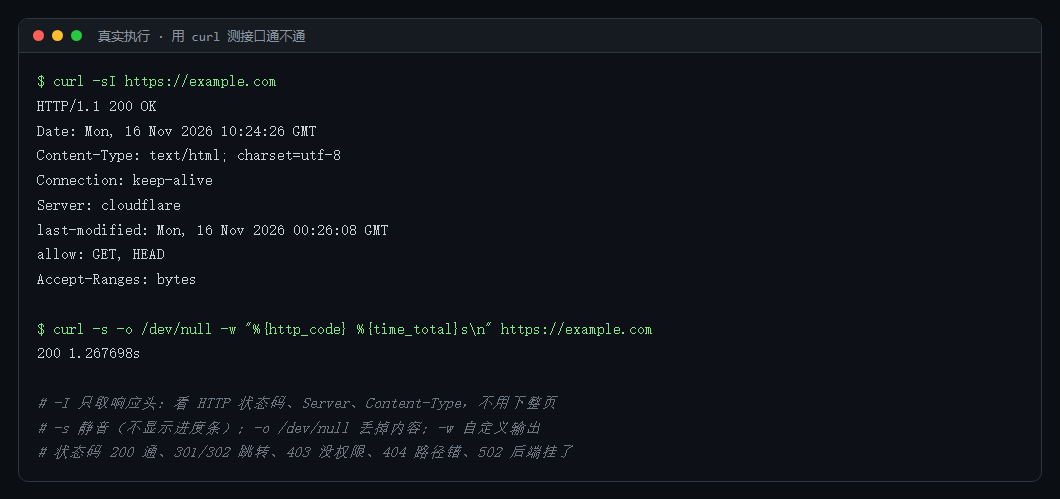 真实执行 · 用 curl 测接口通不通
$ curl -sI https://example.com
HTTP/1.1 200 OK
Date: Mon, 16 Nov 2026 10:24:26 GMT
Content-Type: text/html; charset=utf-8
Connection: keep-alive
Server: cloudflare
last-modified: Mon, 16 Nov 2026 00:26:08 GMT
allow: GET, HEAD
Accept-Ranges: bytes
$ curl -s -o /dev/null -w "%{http_code} %{time_total}s\n" https://example.com
200 1.267698s
# -I 只取响应头: 看 HTTP 状态码、Server、Content-Type，不用下整页
# -s 静音（不显示进度条）; -o /dev/null 丢掉内容; -w 自定义输出
# 状态码 200 通、301/302 跳转、403 没权限、404 路径错、502 后端挂了